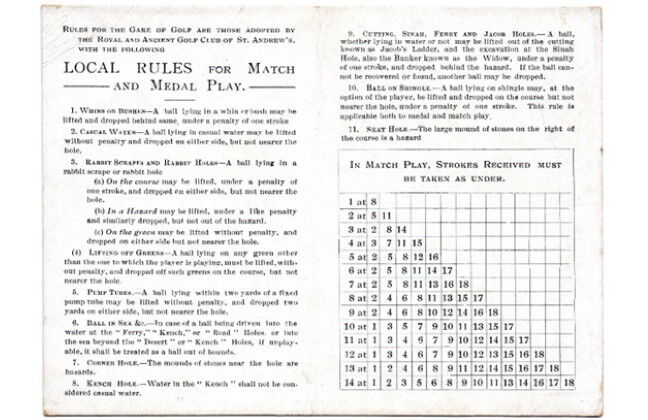 RULES FOR THE GAME OF GOLF ARE THOSE ADOPTED BY
THE ROYAL AND ANCIENT GOLF CLUB OF ST. ANDREW'S,
WITH THE FOLLOWING
LOCAL RULES FOR MATCH
AND MEDAL PLAY.
1. WHINS OR BUSHES.—A ball lying in a whin or bush may be
lifted and dropped behind same, under a penalty of one stroke
2. CASUAL WATER—A ball lying in casual water may be lifted
without penalty and dropped on either side, but not nearer the
hole.
3. RABBIT SCRAPES AND RABBIT HOLES—A ball lying in a
rabbit scrape or rabbit hole
(a) On the course may be lifted, under a penalty of
one stroke, and dropped on either side, but not nearer the
hole.
(b) In a Hazard may be lifted, under a like penalty
and similarly dropped, but not out of the hazard.
(c) On the green may be lifted without penalty, and
dropped on either side but not nearer the hole.
(4) LIFTING OFF GREENS—A ball lying on any green other
than the one to which the player is playing, must be lifted, with-
out penalty, and dropped off such greens on the course, but not
nearer the hole.
5. PUMP TUBES.—A ball lying within two yards of a fixed
pump tube may be lifted without penalty, and dropped two
yards on either side, but not nearer the hole.
6. BALL IN SEA &c.—In case of a ball being driven into the
water at the "Ferry," "Kench," or "Road" Holes, or into
the sea beyond the "Desert" or "Kench" Holes, if unplay-
able, it shall be treated as a ball out of bounds.
7. CORNER HOLE.—The mounds of stones near the hole are
hazards.
8. KENCH HOLE.—Water in the "Kench" shall not be con-
sidered casual water.
9. CUTTING, SINAH, FERRY AND JACOB HOLES.—A ball,
whether lying in water or not may be lifted out of the cutting
known as Jacob's Ladder, and the excavation at the Sinah
Hole, also the Bunker known as the Widow, under a penalty
of one stroke, and dropped behind the hazard. If the ball can-
not be recovered or found, another ball may be dropped.
10. BALL ON SHINGLE.—A ball lying on shingle may, at the
option of the player, be lifted and dropped on the course but not
nearer the hole, under a penalty of one stroke. This rule is
applicable both to medal and match play.
11. SEAT HOLE.—The large mound of stones on the right of
the course is a hazard
IN MATCH PLAY, STROKES RECEIVED MUST
BE TAKEN AS UNDER.
1 at 8
2 at 5 11
3 at 2 8 14
4 at 3 7 11 15
5 at 2 5 8 12 16
6 at 2 5 8 11 14 17
7 at 2 5 8 11 13 16 18
8 at 2 4 6 8 11 13 15 17
9 at 2 4 6 8 10 12 14 16 18
10 at 1 3 5 7 9 10 11 13 15 17
11 at 1 3 4 6 7 9 10 12 14 15 17
12 at 1 3 4 6 7 9 10 12 13 15 16 18
13 at 1 3 4 5 7 8 9 10 12 13 15 16 18
14 at 1 2 3 5 6 8 9 10 11 13 14 16 17 18